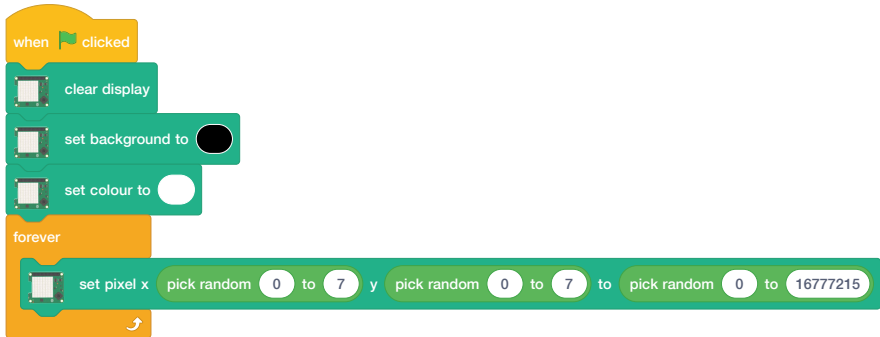 when clicked
clear display
set background to
set colour to
forever
set pixel x pick random 0 to 7 y pick random 0 to 7 to pick random 0 to 16777215